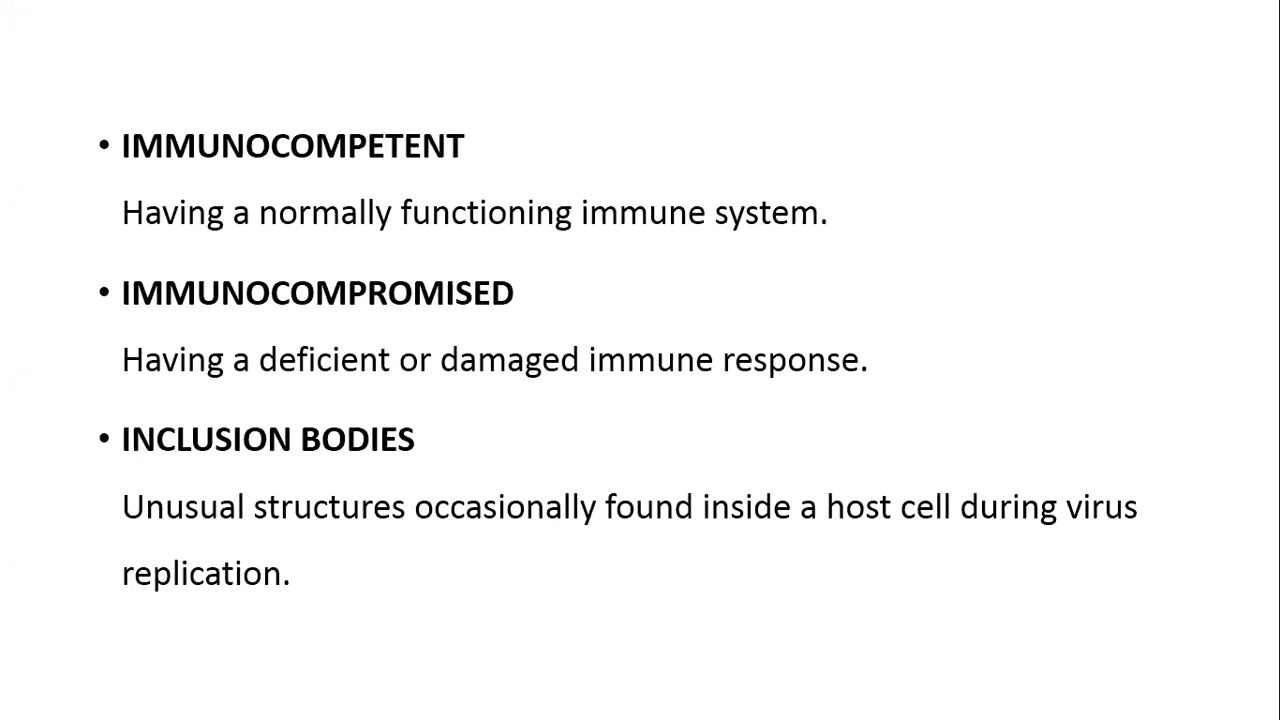 • IMMUNOCOMPETENT
Having a normally functioning immune system.
• IMMUNOCOMPROMISED
Having a deficient or damaged immune response.
• INCLUSION BODIES
Unusual structures occasionally found inside a host cell during virus
replication.